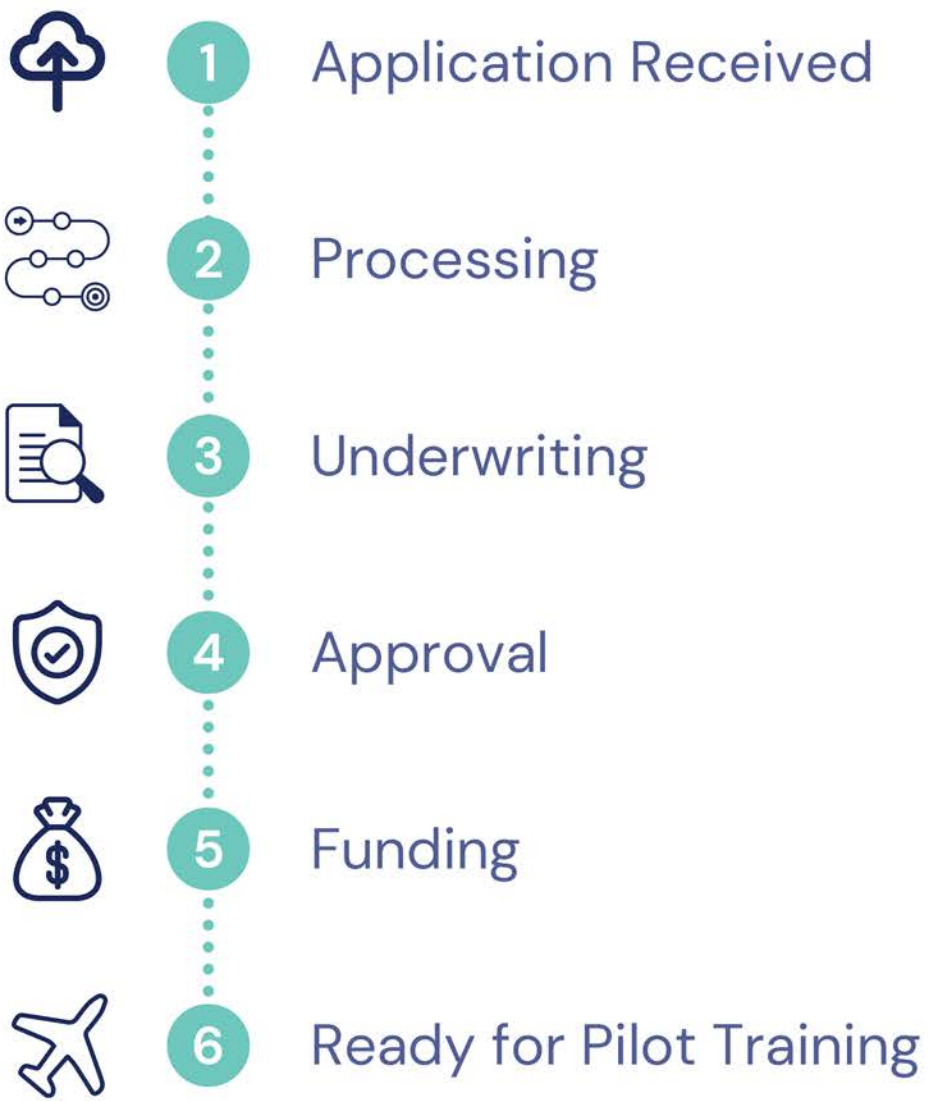 1 Application Received
2 Processing
3 Underwriting
4 Approval
$ 5 Funding
6 Ready for Pilot Training